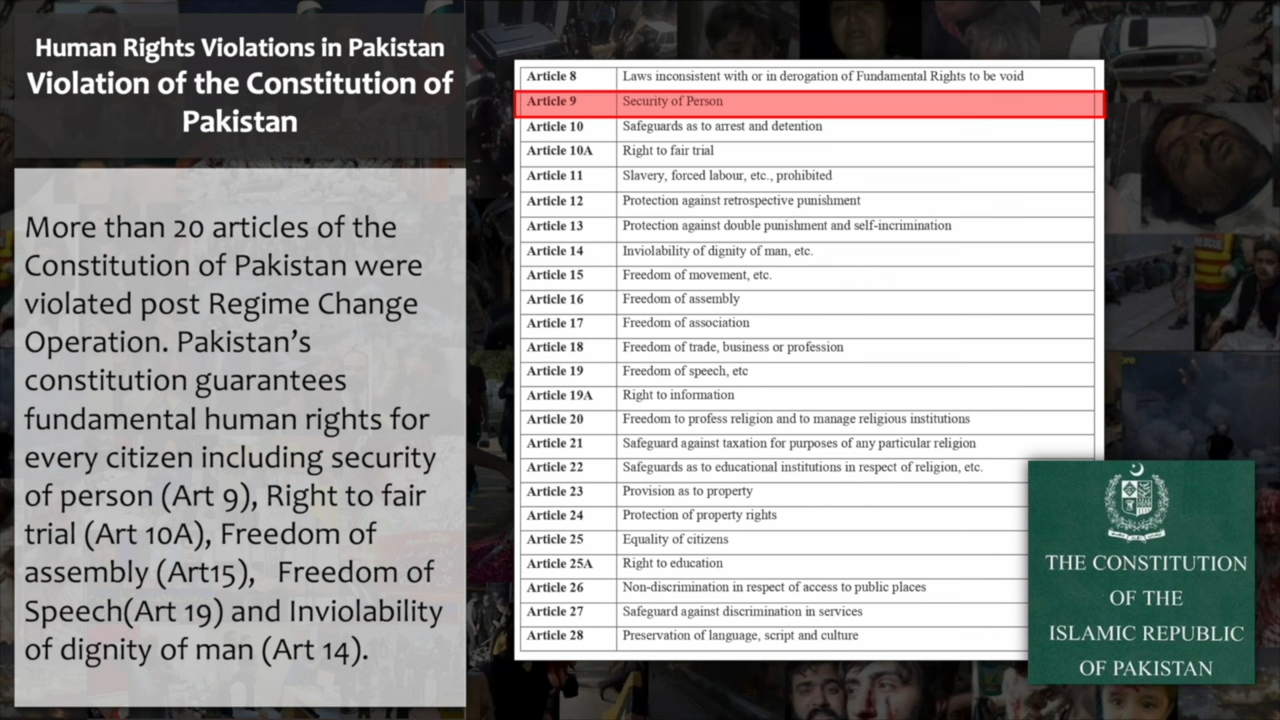 Human Rights Violations in Pakistan
Violation of the Constitution of
Pakistan
More than 20 articles of the
Constitution of Pakistan were
violated post Regime Change
Operation. Pakistan's
constitution guarantees
fundamental human rights for
every citizen including security
of person (Art 9), Right to fair
trial (Art 10A), Freedom of
assembly (Art15), Freedom of
Speech(Art 19) and Inviolability
of dignity of man (Art 14).
Article 8 Laws inconsistent with or in derogation of Fundamental Rights to be void
Article 9 Security of Person
Article 10 Safeguards as to arrest and detention
Article 10A Right to fair trial
Article 11 Slavery, forced labour, etc., prohibited
Article 12 Protection against retrospective punishment
Article 13 Protection against double punishment and self-incrimination
Article 14 Inviolability of dignity of man, etc.
Article 15 Freedom of movement, etc.
Article 16 Freedom of assembly
Article 17 Freedom of association
Article 18 Freedom of trade, business or profession
Article 19 Freedom of speech, etc
Article 19A Right to information
Article 20 Freedom to profess religion and to manage religious institutions
Article 21 Safeguard against taxation for purposes of any particular religion
Article 22 Safeguards as to educational institutions in respect of religion, etc.
Article 23 Provision as to property
Article 24 Protection of property rights
Article 25 Equality of citizens
Article 25A Right to education
Article 26 Non-discrimination in respect of access to public places
Article 27 Safeguard against discrimination in services
Article 28 Preservation of language, script and culture
THE CONSTITUTION
OF THE
ISLAMIC REPUBLIC
OF PAKISTAN